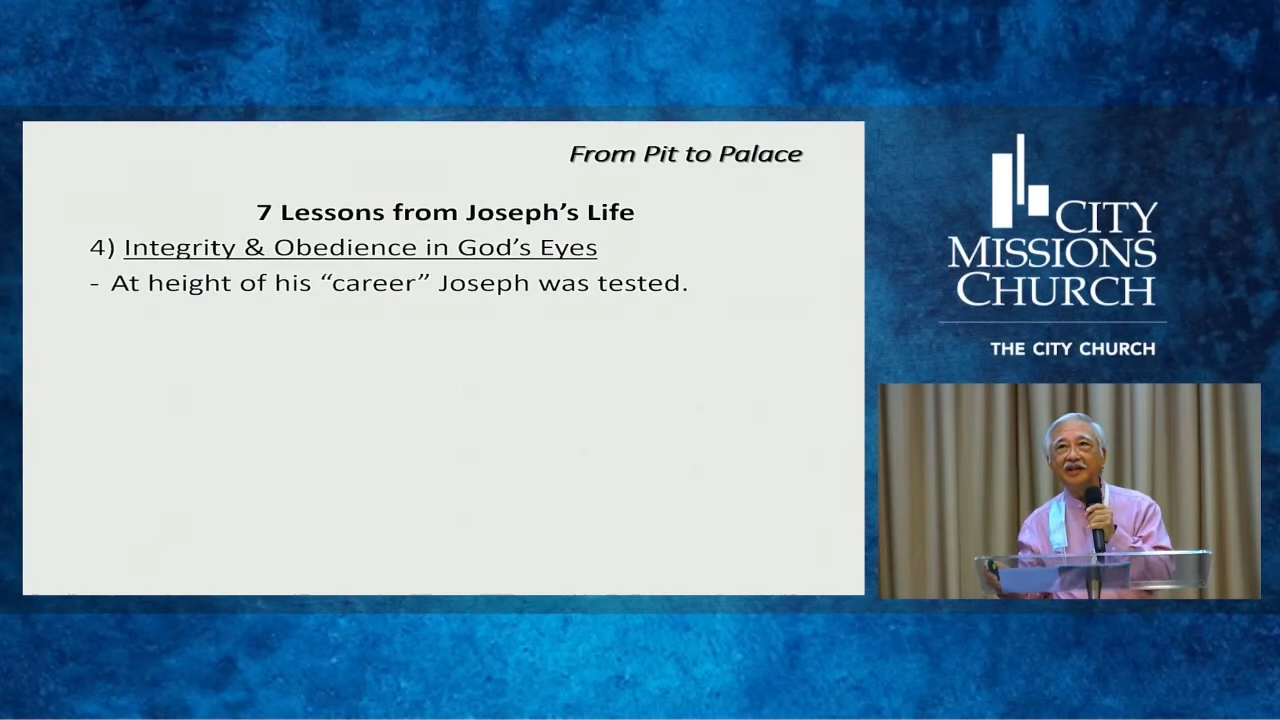 From Pit to Palace
7 Lessons from Joseph’s Life
4) Integrity & Obedience in God’s Eyes
- At height of his “career” Joseph was tested.
CITY
MISSIONS
CHURCH
THE CITY CHURCH